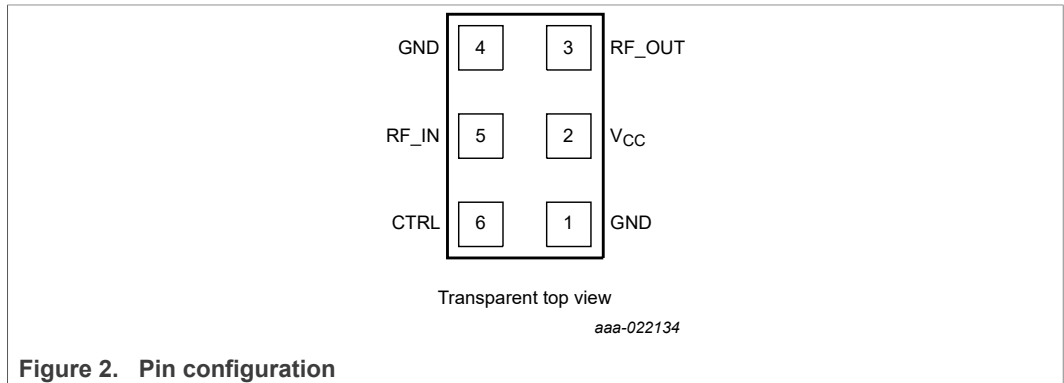 GND 4 3 RF_OUT
RF_IN 5 2 VCC
CTRL 6 1 GND
Transparent top view
aaa-022134
Figure 2. Pin configuration